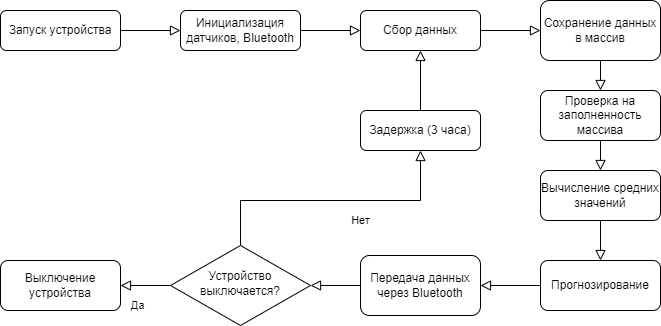 Запуск устройства
Инициализация
датчиков, Bluetooth
Сбор данных
Сохранение данных
в массив
Проверка на
заполненность
массива
Задержка (3 часа)
Вычисление средних
значений
Нет
Выключение
устройства
Да
Устройство
выключается?
Передача данных
через Bluetooth
Прогнозирование